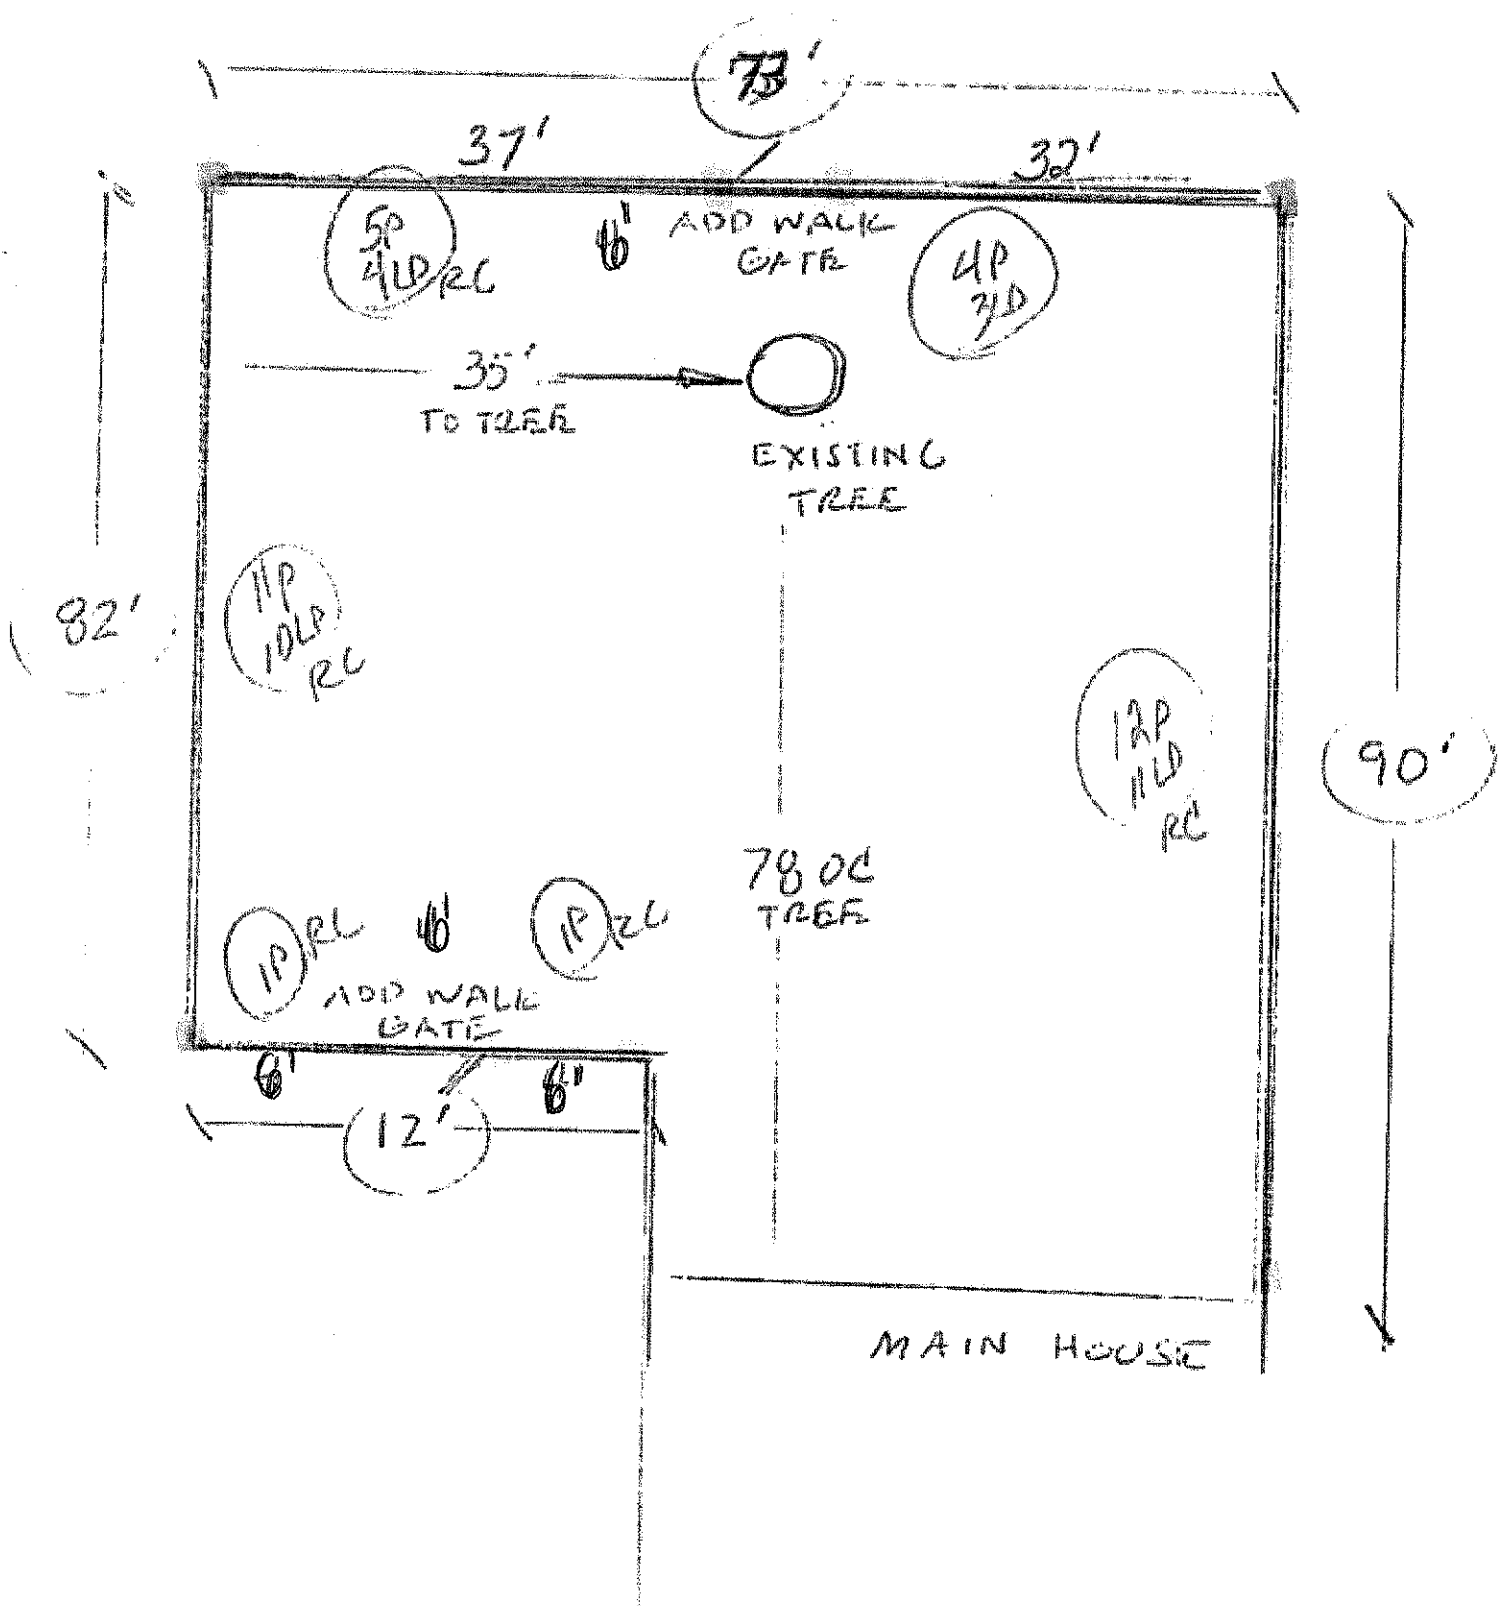 73'
37'
32'
5P
4LP RC
6'
ADD WALK
GATE
4P
3LP
35'
TO TREE
EXISTING
TREE
82'
11P
10LP
RC
12P
11LP
RC
90'
78 OC
TREE
1P RC
6'
1P RC
ADD WALK
GATE
6'
6"
12'
MAIN HOUSE